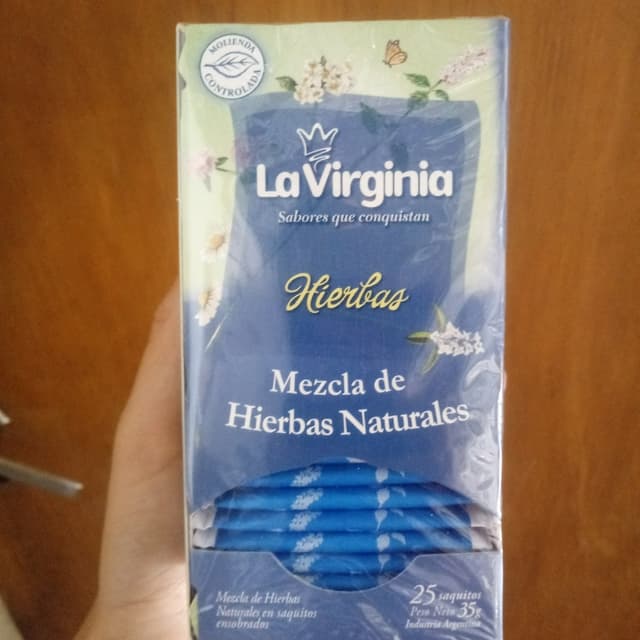 MOLIENDA
CONTROLADA
La Virginia
Sabores que conquistan
Hierbas
Mezcla de
Hierbas Naturales
Mezcla de Hierbas
Naturales en saquitos
ensobrados
25 saquitos
Peso Neto 35g
Industria Argentina